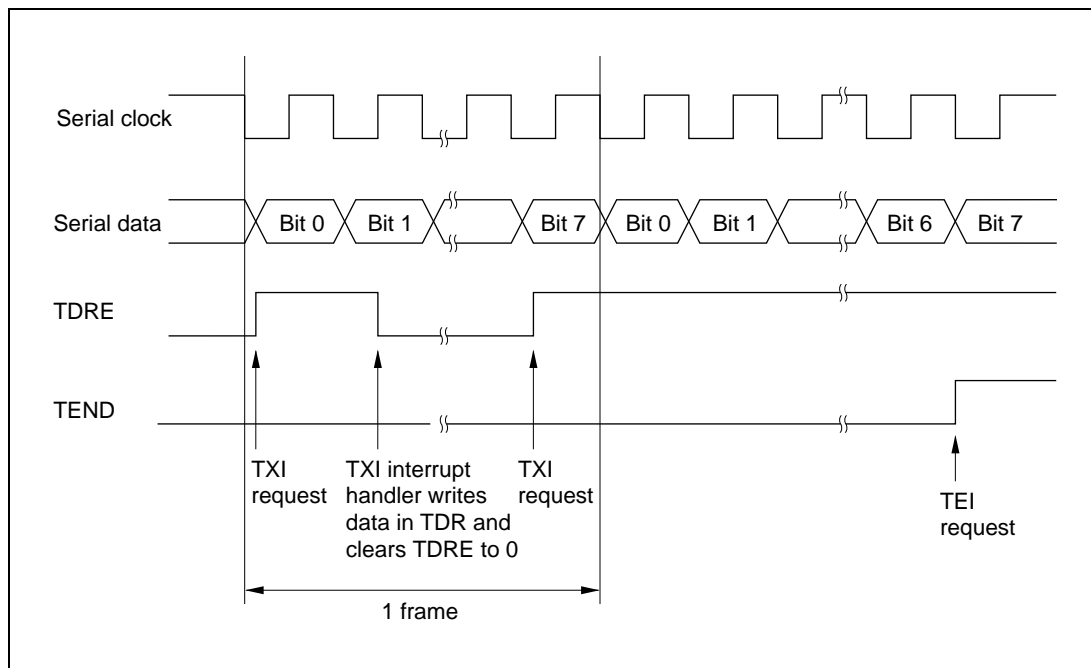 Serial clock
Serial data
Bit 0
Bit 1
Bit 7
Bit 0
Bit 1
Bit 6
Bit 7
TDRE
TEND
TXI
request
TXI interrupt
handler writes
data in TDR and
clears TDRE to 0
TXI
request
TEI
request
1 frame